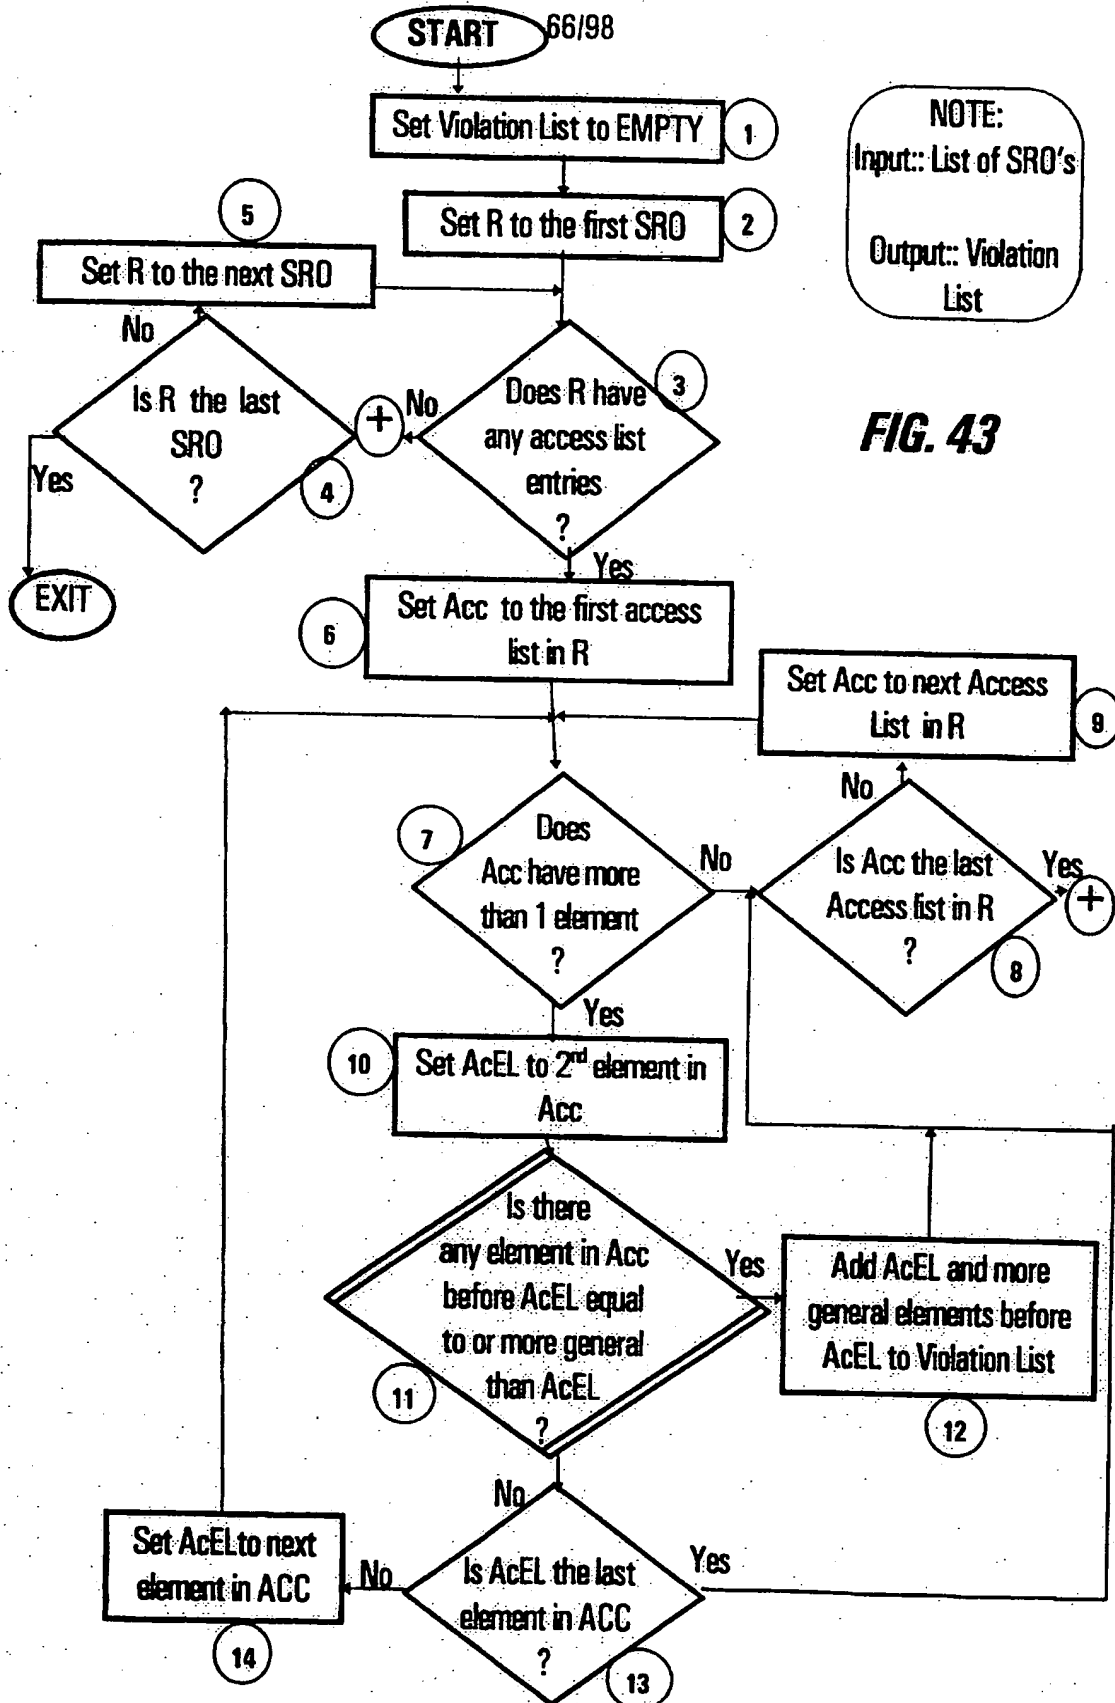 START
66/98
Set Violation List to EMPTY
1
NOTE:
Input:: List of SRO's
Output:: Violation
List
Set R to the first SRO
2
5
Set R to the next SRO
No
Is R the last
SRO
?
4
Yes
EXIT
+
No
Does R have
any access list
entries
?
3
FIG. 43
Yes
Set Acc to the first access
list in R
6
Set Acc to next Access
List in R
9
No
7
Does
Acc have more
than 1 element
?
No
Is Acc the last
Access list in R
?
8
Yes
+
Yes
10
Set AcEL to 2nd element in
Acc
Is there
any element in Acc
before AcEL equal
to or more general
than AcEL
?
11
Yes
Add AcEL and more
general elements before
AcEL to Violation List
12
No
Is AcEL the last
element in ACC
?
13
Yes
No
Set AcEL to next
element in ACC
14